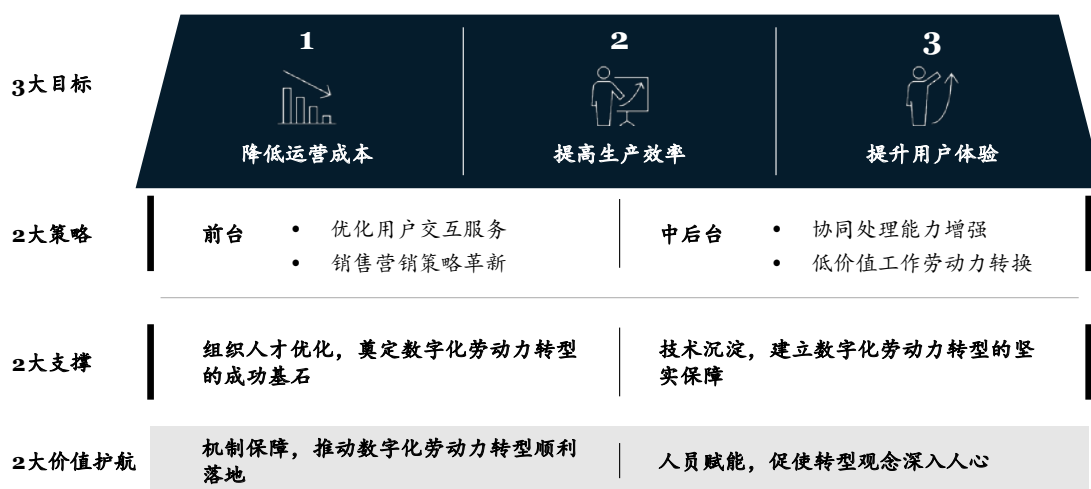 3大目标
1
2
3
降低运营成本
提高生产效率
提升用户体验
2大策略
前台
• 优化用户交互服务
• 销售营销策略革新
中后台
• 协同处理能力增强
• 低价值工作劳动力转换
2大支撑
组织人才优化，奠定数字化劳动力转型
的成功基石
技术沉淀，建立数字化劳动力转型的坚
实保障
2大价值护航
机制保障，推动数字化劳动力转型顺利
落地
人员赋能，促使转型观念深入人心